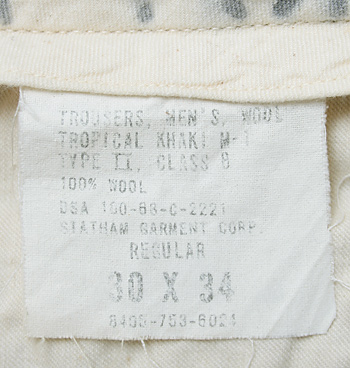 TROUSERS, MEN'S, WOOL
TROPICAL KHAKI M-1
TYPE II, CLASS 8
100% WOOL
DSA 100-68-C-2221
STATHAM GARMENT CORP.
REGULAR
30 X 34
8405-753-6024